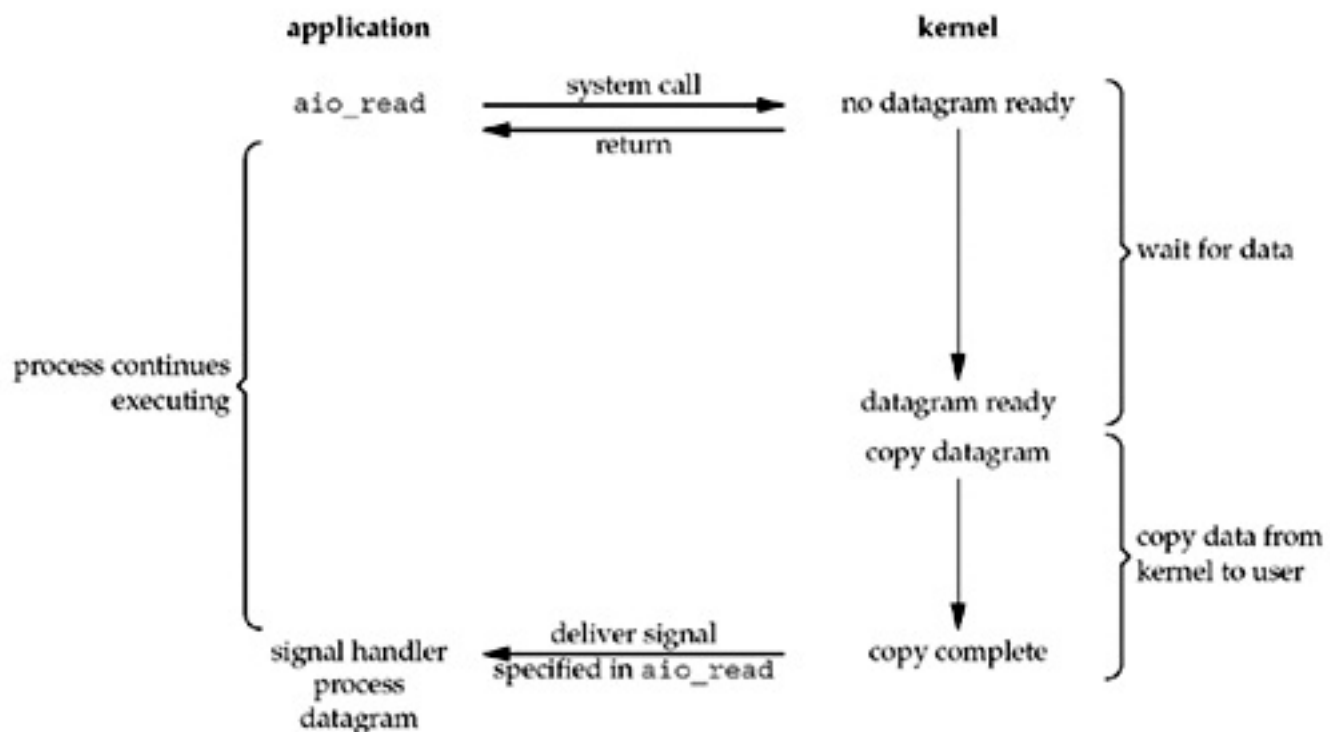 application
kernel
system call
aio_read
no datagram ready
return
wait for data
process continues
executing
datagram ready
copy datagram
copy data from
kernel to user
deliver signal
signal handler
copy complete
specified in aio_read
process
datagram